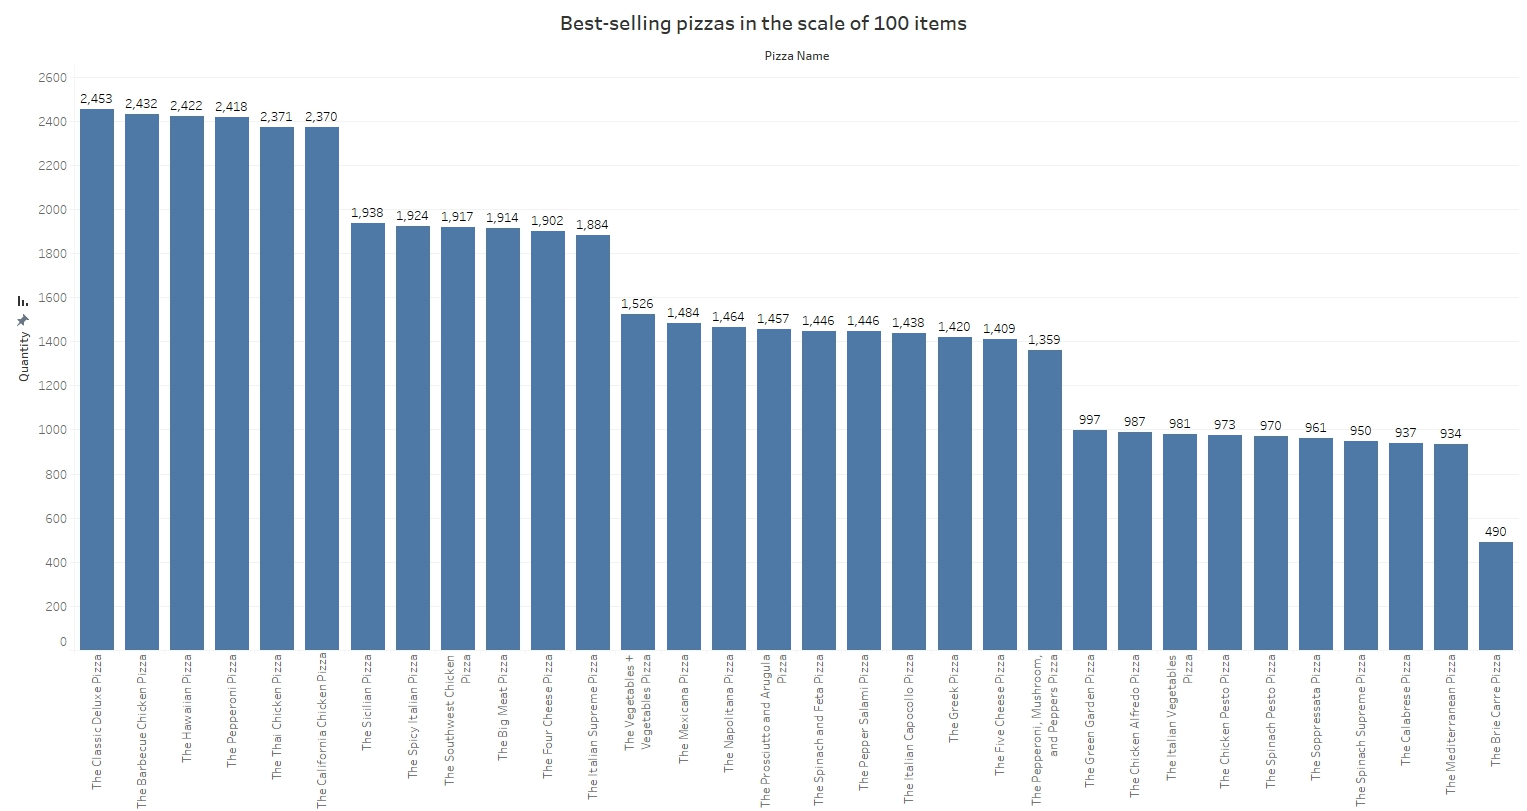 Best-selling pizzas in the scale of 100 items
Pizza Name
2600
2400
2200
2000
1800
1600
1400
1200
1000
800
600
400
200
0
Quantity
2,453
2,432
2,422
2,418
2,371
2,370
1,938
1,924
1,917
1,914
1,902
1,884
1,526
1,484
1,464
1,457
1,446
1,446
1,438
1,420
1,409
1,359
997
987
981
973
970
961
950
937
934
490
The Classic Deluxe Pizza
The Barbecue Chicken Pizza
The Hawaiian Pizza
The Pepperoni Pizza
The Thai Chicken Pizza
The California Chicken Pizza
The Sicilian Pizza
The Spicy Italian Pizza
The Southwest Chicken
Pizza
The Big Meat Pizza
The Four Cheese Pizza
The Italian Supreme Pizza
The Vegetables +
Vegetables Pizza
The Mexicana Pizza
The Napolitana Pizza
The Prosciutto and Arugula
Pizza
The Spinach and Feta Pizza
The Pepper Salami Pizza
The Italian Capocollo Pizza
The Greek Pizza
The Five Cheese Pizza
The Pepperoni, Mushroom,
and Peppers Pizza
The Green Garden Pizza
The Chicken Alfredo Pizza
The Italian Vegetables
Pizza
The Chicken Pesto Pizza
The Spinach Pesto Pizza
The Soppressata Pizza
The Spinach Supreme Pizza
The Calabrese Pizza
The Mediterranean Pizza
The Brie Carre Pizza